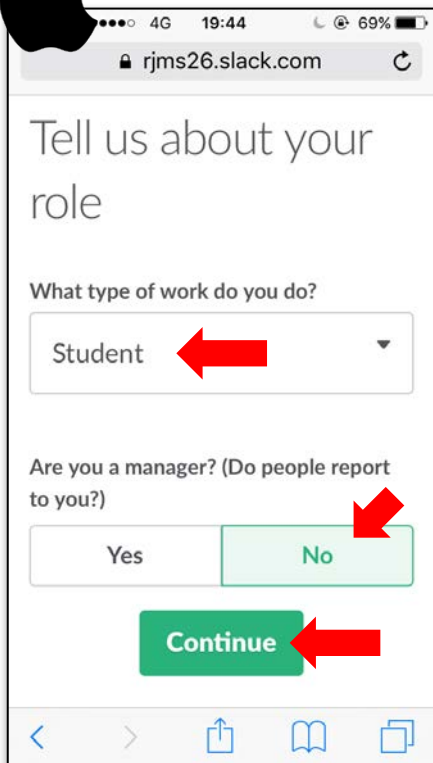 4G 19:44 69%
rjms26.slack.com
Tell us about your
role
What type of work do you do?
Student
Are you a manager? (Do people report
to you?)
Yes No
Continue